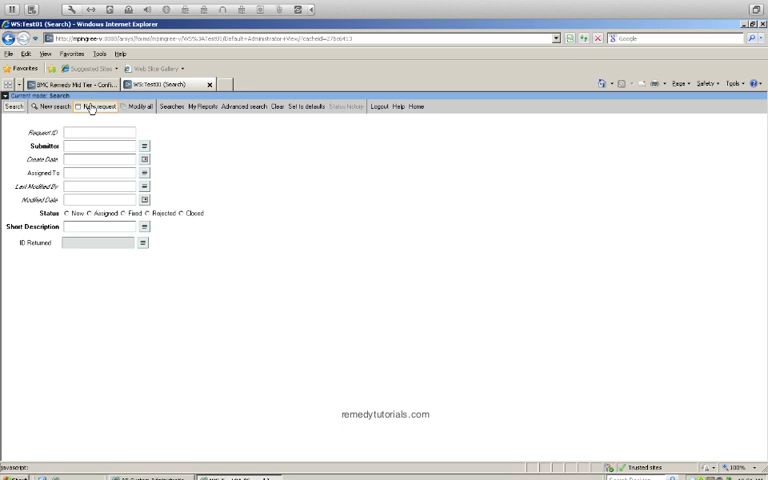 WS:Test01 (Search) - Windows Internet Explorer
File Edit View Favorites Tools Help
Google
Favorites Suggested Sites Web Slice Gallery
BMC Remedy Mid Tier - Confi... WS:Test01 (Search)
Page Safety Tools
Current mode: Search
Search New search New request Modify all Searches My Reports Advanced search Clear Set to defaults Status History Logout Help Home
Request ID
Submitter
Create Date
Assigned To
Last Modified By
Modified Date
Status New Assigned Fixed Rejected Closed
Short Description
ID Returned
remedytutorials.com
javascript:
Trusted sites
100%